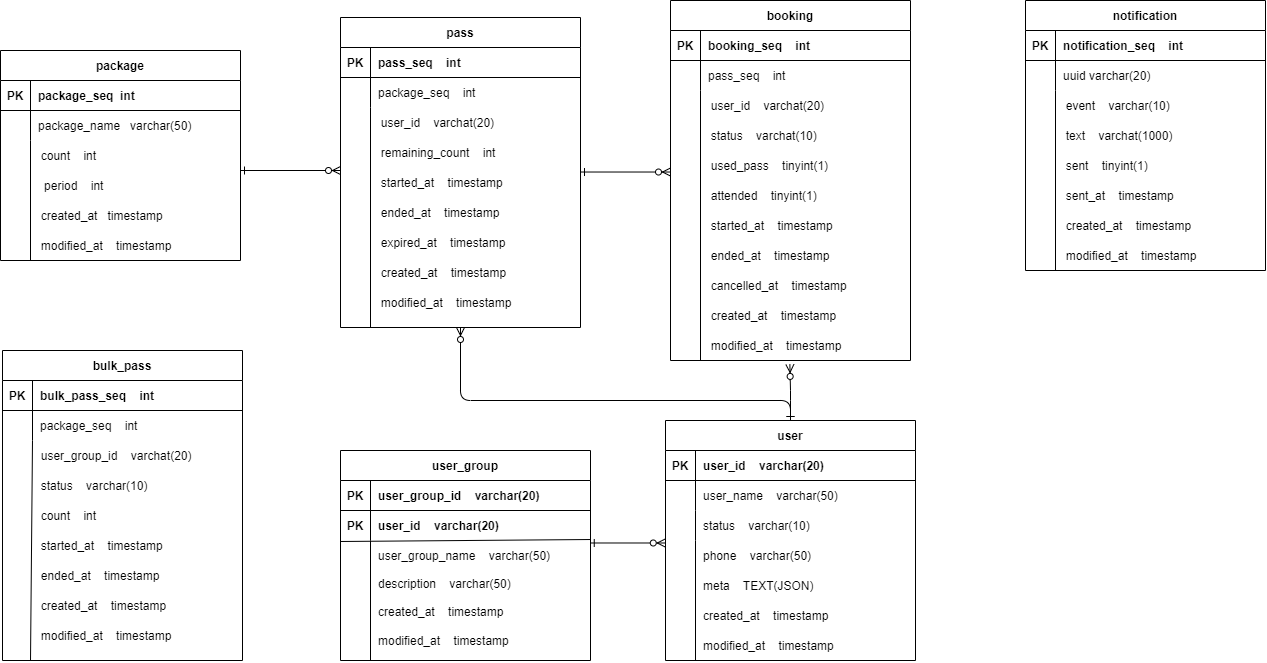 package
PK package_seq int
package_name varchar(50)
count int
period int
created_at timestamp
modified_at timestamp
pass
PK pass_seq int
package_seq int
user_id varchat(20)
remaining_count int
started_at timestamp
ended_at timestamp
expired_at timestamp
created_at timestamp
modified_at timestamp
booking
PK booking_seq int
pass_seq int
user_id varchat(20)
status varchat(10)
used_pass tinyint(1)
attended tinyint(1)
started_at timestamp
ended_at timestamp
cancelled_at timestamp
created_at timestamp
modified_at timestamp
notification
PK notification_seq int
uuid varchar(20)
event varchar(10)
text varchat(1000)
sent tinyint(1)
sent_at timestamp
created_at timestamp
modified_at timestamp
bulk_pass
PK bulk_pass_seq int
package_seq int
user_group_id varchat(20)
status varchar(10)
count int
started_at timestamp
ended_at timestamp
created_at timestamp
modified_at timestamp
user_group
PK user_group_id varchar(20)
PK user_id varchar(20)
user_group_name varchar(50)
description varchar(50)
created_at timestamp
modified_at timestamp
user
PK user_id varchar(20)
user_name varchar(50)
status varchar(10)
phone varchar(50)
meta TEXT(JSON)
created_at timestamp
modified_at timestamp